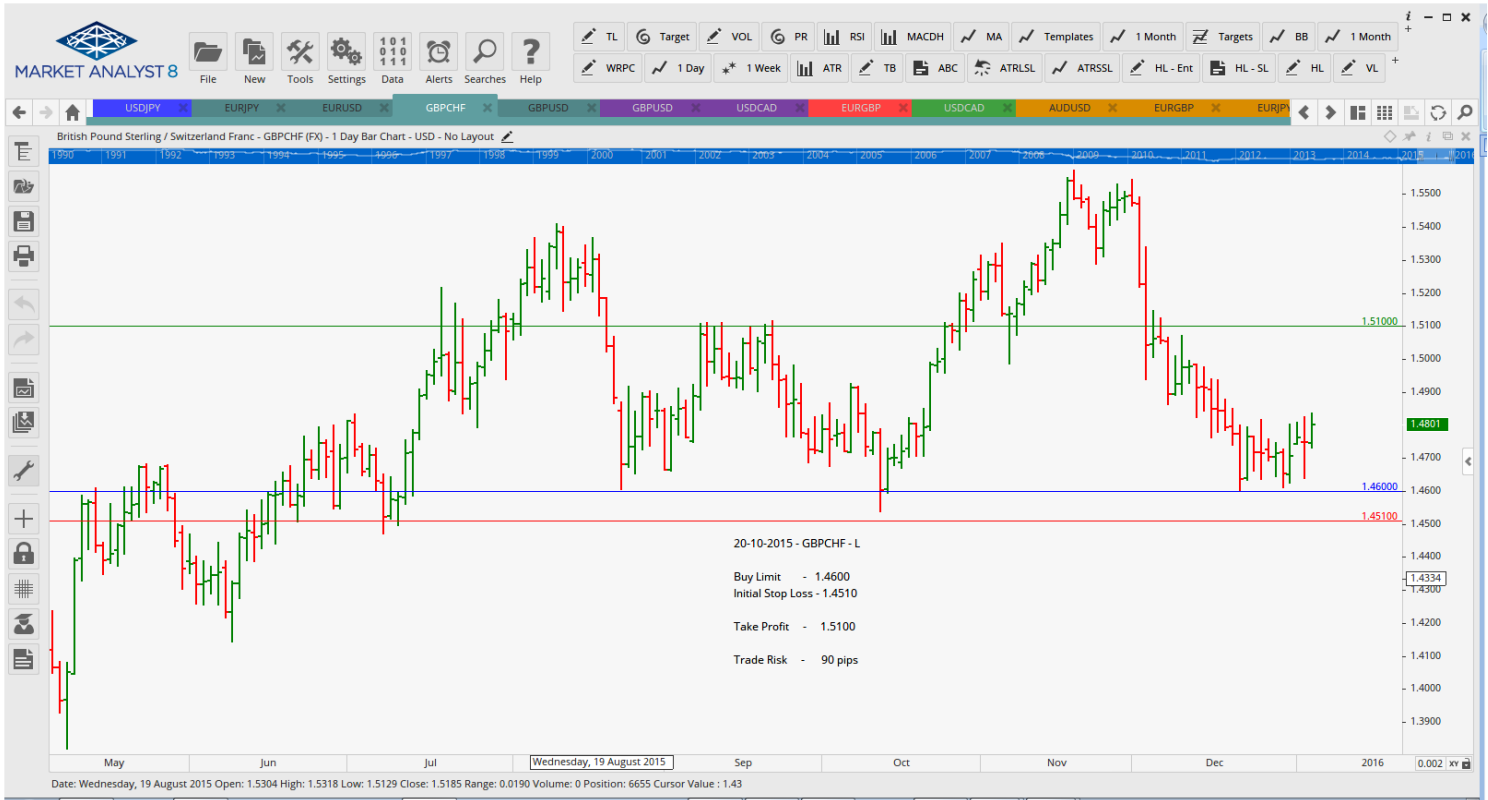 i
TL Target VOL PR RSI MACDH MA Templates 1 Month Targets BB 1 Month +
WRPC 1 Day 1 Week ATR TB ABC ATRLSL ATRSSL HL - Ent HL - SL HL VL +
MARKET ANALYST 8
101
010
111
File New Tools Settings Data Alerts Searches Help
USDJPY EURJPY EURUSD GBPCHF GBPUSD GBPUSD USDCAD EURGBP USDCAD AUDUSD EURGBP EURJPY
British Pound Sterling / Switzerland Franc - GBPCHF (FX) - 1 Day Bar Chart - USD - No Layout
1990 1991 1992 1993 1994 1995 1996 1997 1998 1999 2000 2001 2002 2003 2004 2005 2006 2007 2008 2009 2010 2011 2012 2013 2014 2015 2016
1.5500
1.5400
1.5300
1.5200
1.51000
1.5100
1.5000
1.4900
1.4801
1.4700
1.46000
1.4600
1.45100
1.4500
20-10-2015 - GBPCHF - L
1.4400
Buy Limit - 1.4600
1.4334
Initial Stop Loss - 1.4510
1.4300
Take Profit - 1.5100
1.4200
Trade Risk - 90 pips
1.4100
1.4000
1.3900
May Jun Jul Wednesday, 19 August 2015 Sep Oct Nov Dec 2016 0.002 XY
Date: Wednesday, 19 August 2015 Open: 1.5304 High: 1.5318 Low: 1.5129 Close: 1.5185 Range: 0.0190 Volume: 0 Position: 6655 Cursor Value : 1.43